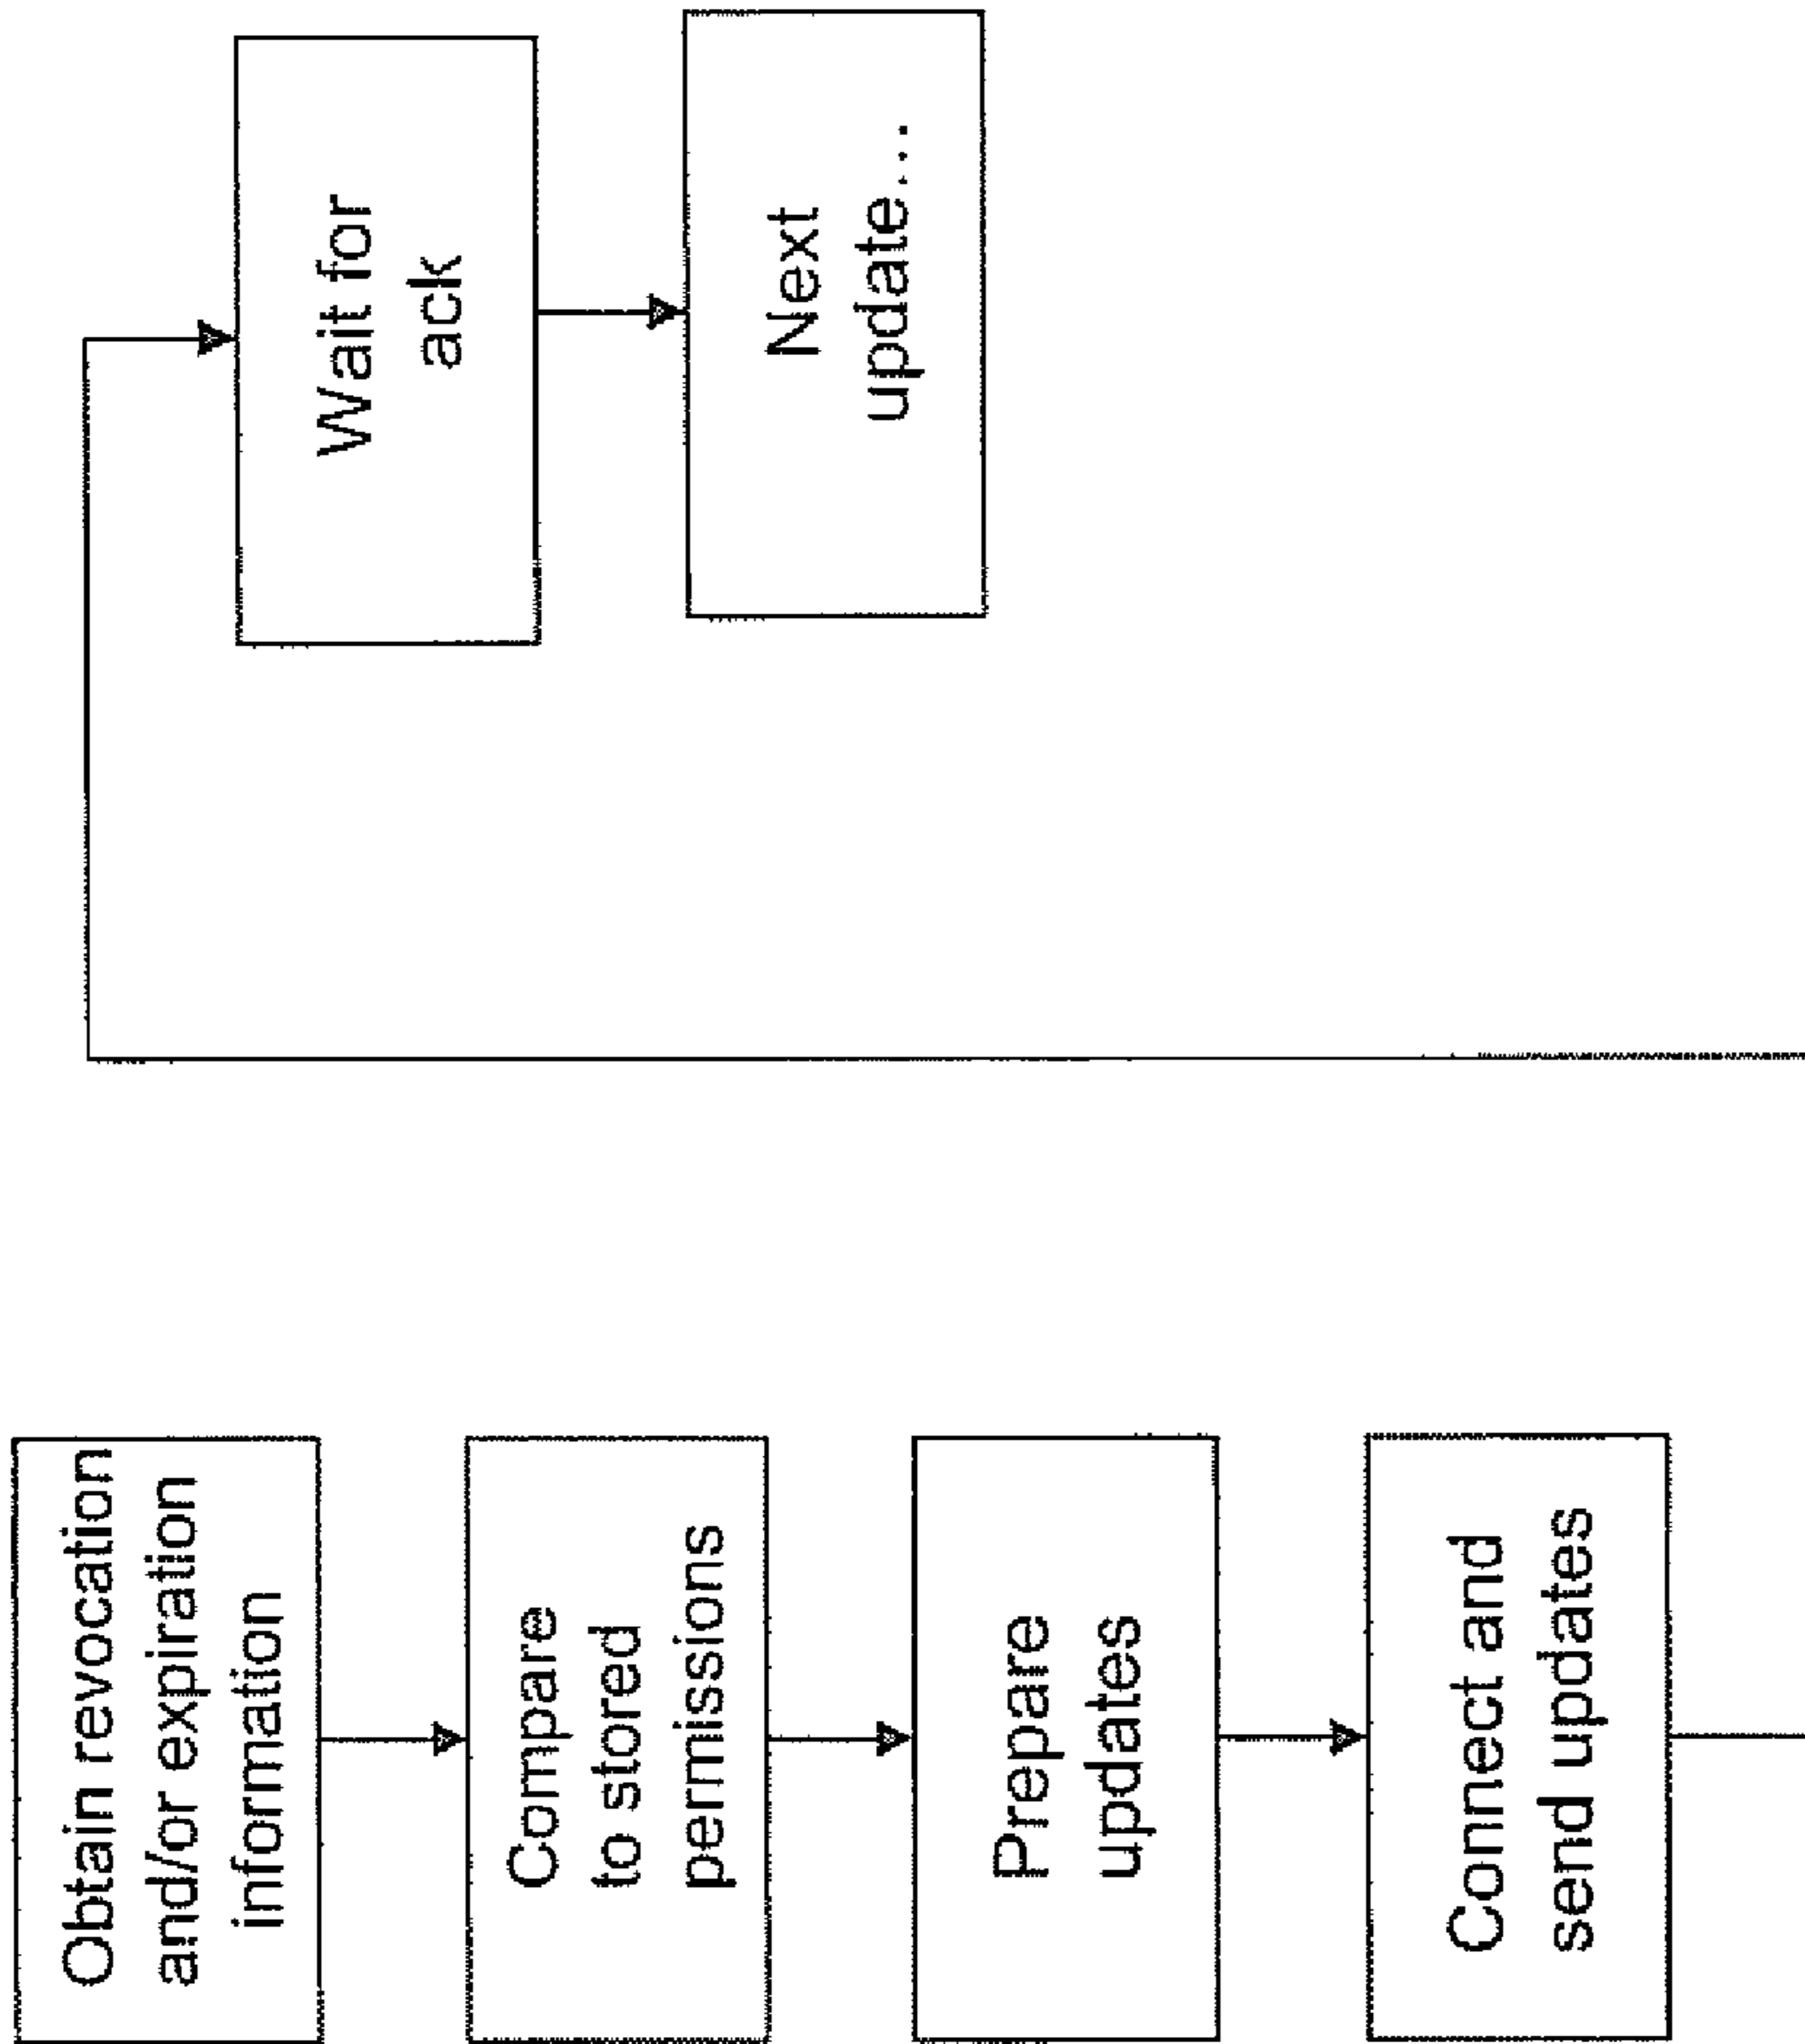 Obtain revocation
and/or expiration
information
Compare
to stored
permissions
Prepare
updates
Connect and
send updates
Wait for
ack
Next
update...